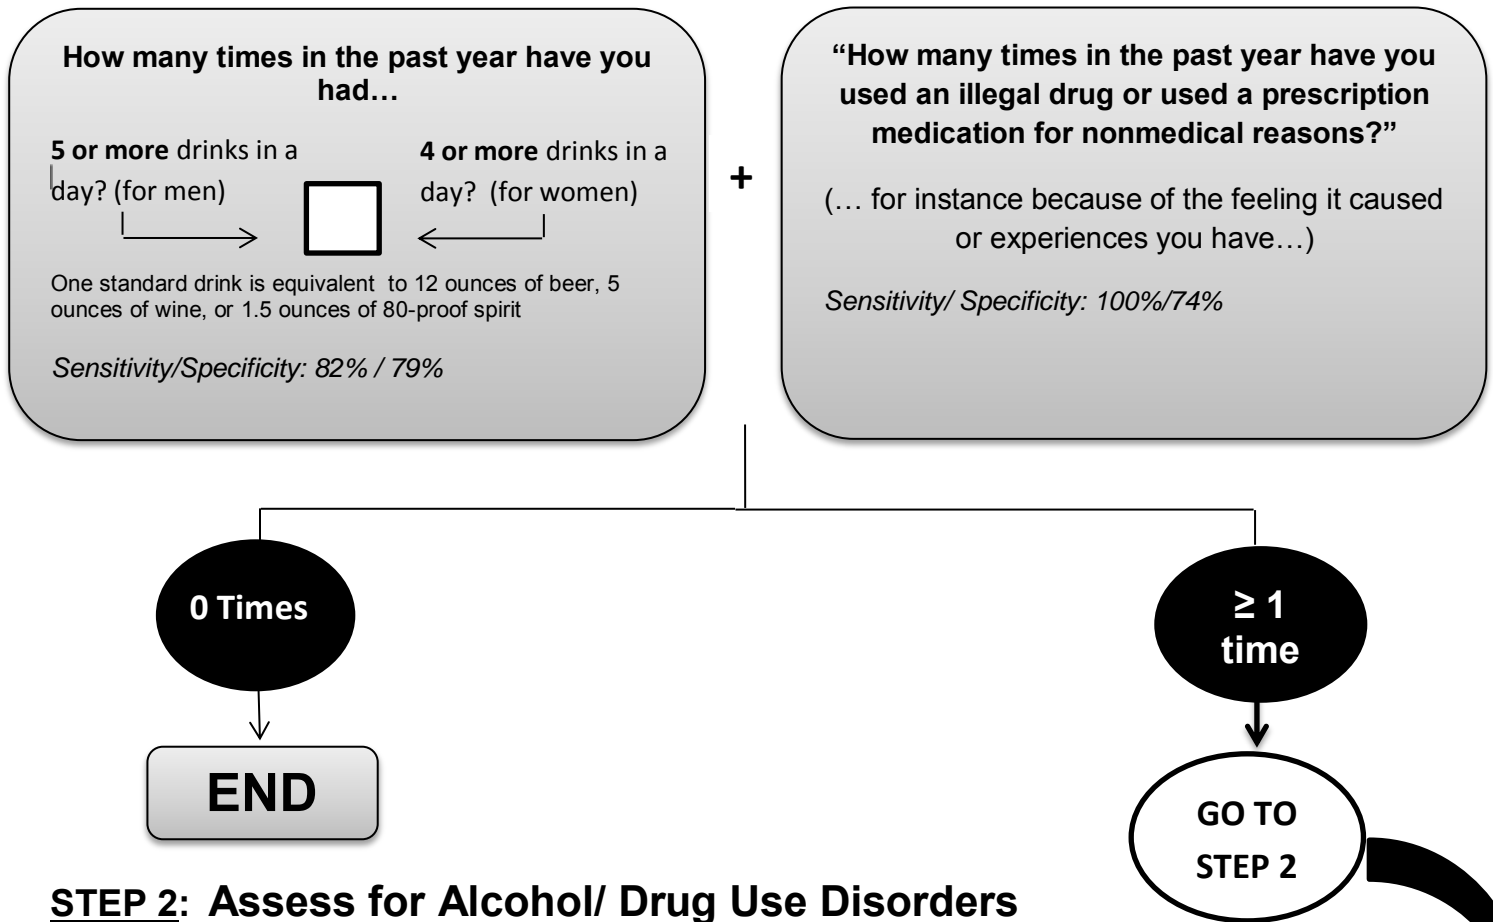 How many times in the past year have you
had…
5 or more drinks in a
day? (for men)
4 or more drinks in a
day? (for women)
One standard drink is equivalent to 12 ounces of beer, 5
ounces of wine, or 1.5 ounces of 80-proof spirit
Sensitivity/Specificity: 82% / 79%
+
“How many times in the past year have you
used an illegal drug or used a prescription
medication for nonmedical reasons?”
(… for instance because of the feeling it caused
or experiences you have…)
Sensitivity/ Specificity: 100%/74%
0 Times
≥ 1
time
END
GO TO
STEP 2
STEP 2: Assess for Alcohol/ Drug Use Disorders